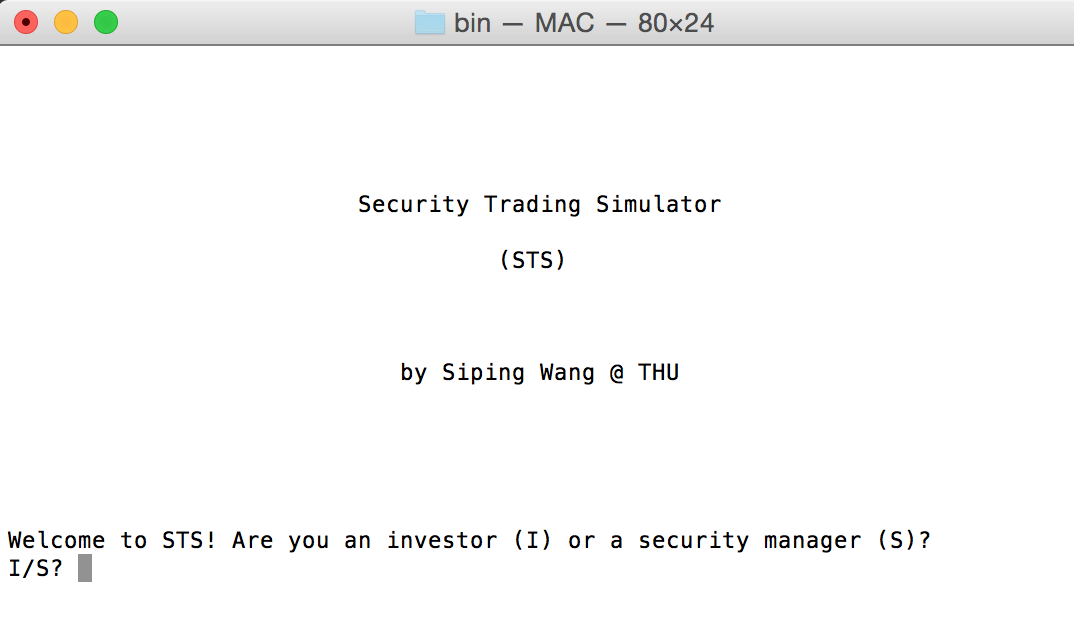 bin — MAC — 80×24
Security Trading Simulator
(STS)
by Siping Wang @ THU
Welcome to STS! Are you an investor (I) or a security manager (S)?
I/S?